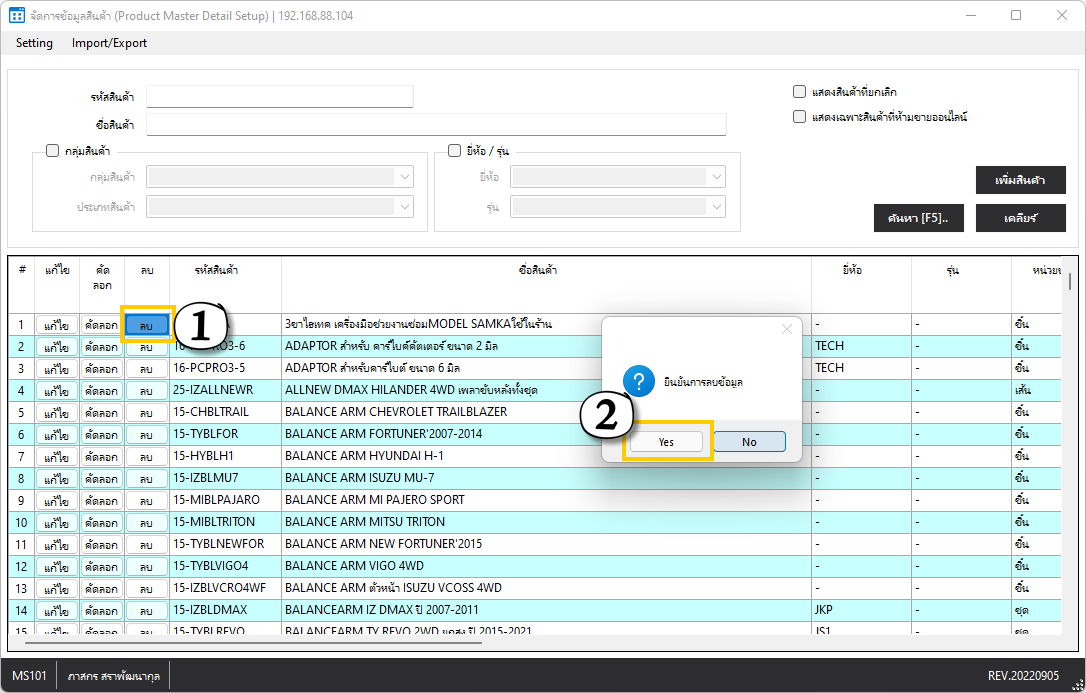 จัดการข้อมูลสินค้า (Product Master Detail Setup) | 192.168.88.104
Setting Import/Export
รหัสสินค้า
แสดงสินค้าที่ยกเลิก
ชื่อสินค้า
แสดงเฉพาะสินค้าที่ห้ามขายออนไลน์
กลุ่มสินค้า ยี่ห้อ / รุ่น
กลุ่มสินค้า ยี่ห้อ
เพิ่มสินค้า
ประเภทสินค้า รุ่น
ค้นหา [F5].. เคลียร์
# แก้ไข คัดลอก ลบ รหัสสินค้า ชื่อสินค้า ยี่ห้อ รุ่น
1 แก้ไข คัดลอก ลบ 3ขาไฮเทค เครื่องมือช่วยงานซ่อมMODEL SAMKAใช้ในร้าน - - ชิ้น
2 แก้ไข คัดลอก ลบ ADAPTOR สำหรับ คาร์ไบค์คัตเตอร์ ขนาด 2 มิล TECH - ชิ้น
3 แก้ไข คัดลอก ลบ 16-PCPRO3-5 ADAPTOR สำหรับคาร์ไบต์ ขนาด 6 มิล TECH - ชิ้น
4 แก้ไข คัดลอก ลบ 25-IZALLNEWR ALLNEW DMAX HILANDER 4WD เพลาขับหลังทั้งชุด - - เส้น
5 แก้ไข คัดลอก ลบ 15-CHBLTRAIL BALANCE ARM CHEVROLET TRAILBLAZER - - ชิ้น
6 แก้ไข คัดลอก ลบ 15-TYBLFOR BALANCE ARM FORTUNER'2007-2014 - - ชิ้น
7 แก้ไข คัดลอก ลบ 15-HYBLH1 BALANCE ARM HYUNDAI H-1 - - ชิ้น
8 แก้ไข คัดลอก ลบ 15-IZBLMU7 BALANCE ARM ISUZU MU-7 - - ชิ้น
9 แก้ไข คัดลอก ลบ 15-MIBLPAJARO BALANCE ARM MI PAJERO SPORT - - ชิ้น
10 แก้ไข คัดลอก ลบ 15-MIBLTRITON BALANCE ARM MITSU TRITON - - ชิ้น
11 แก้ไข คัดลอก ลบ 15-TYBLNEWFOR BALANCE ARM NEW FORTUNER'2015 - - ชิ้น
12 แก้ไข คัดลอก ลบ 15-TYBLVIGO4 BALANCE ARM VIGO 4WD - - ชิ้น
13 แก้ไข คัดลอก ลบ 15-IZBLVCRO4WF BALANCE ARM ตัวหน้า ISUZU VCOSS 4WD - - ชิ้น
14 แก้ไข คัดลอก ลบ 15-IZBLDMAX BALANCEARM IZ DMAX ปี 2007-2011 JKP - ชุด
15 แก้ไข คัดลอก ลบ 15-TYBLREVO BALANCEARM TY REVO 2WD ยกสูง ปี 2015-2021 JS1 - ชุด
1
ยืนยันการลบข้อมูล
2
Yes No
MS101 ภาสกร สราพัฒนากุล REV.20220905